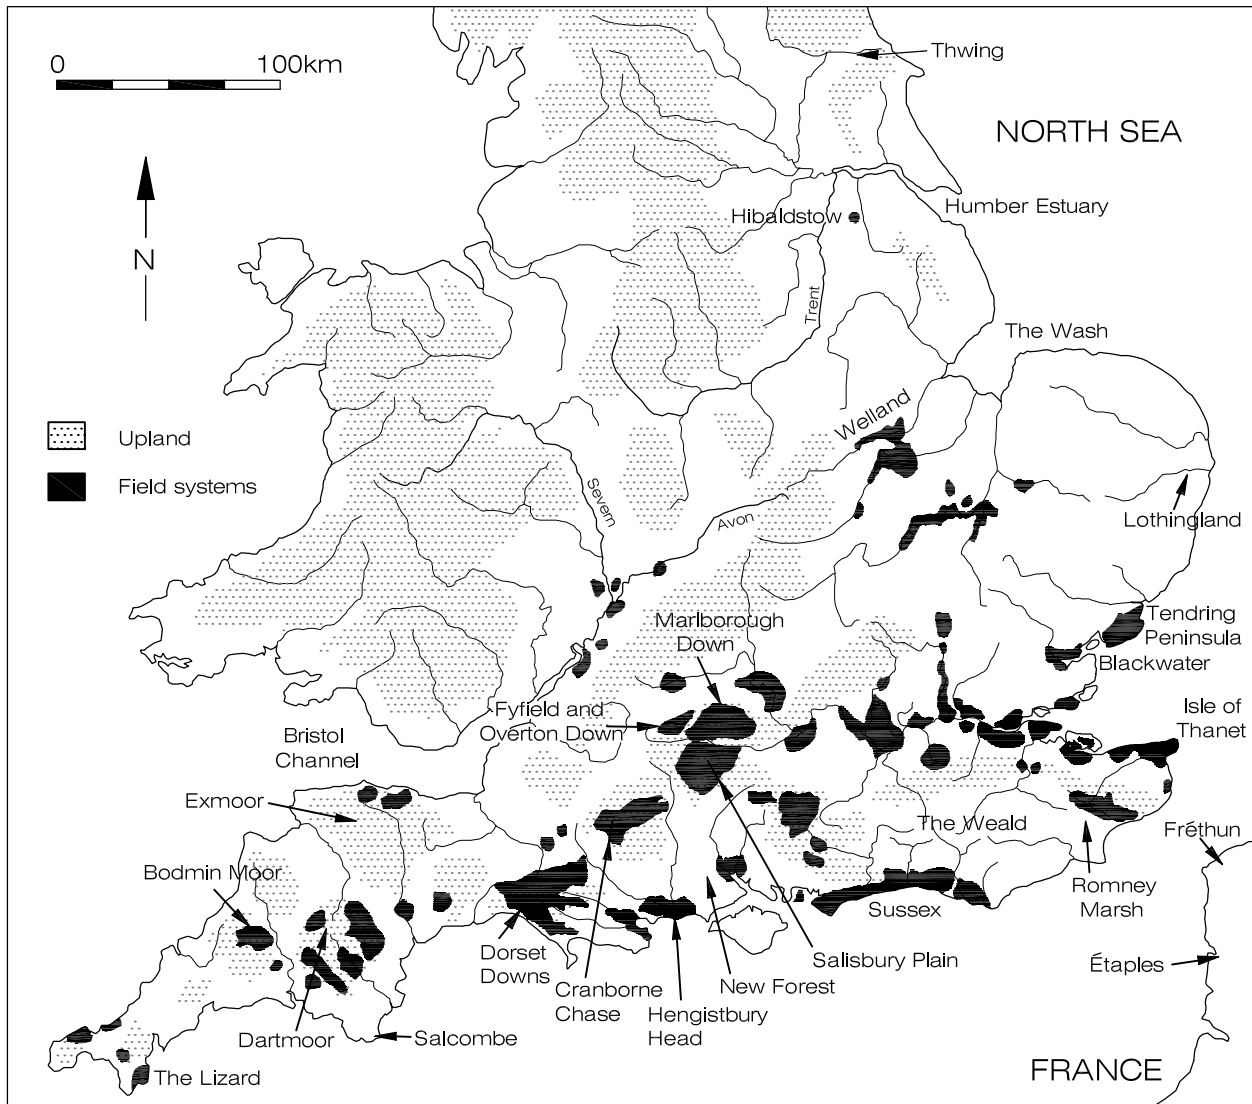 0 100km
Thwing
NORTH SEA
N
Hibaldstow
Humber Estuary
Trent
The Wash
Upland
Field systems
Welland
Severn
Avon
Lothingland
Marlborough
Down
Tendring
Peninsula
Blackwater
Fyfield and
Overton Down
Isle of
Thanet
Bristol
Channel
Exmoor
The Weald
Fréthun
Bodmin Moor
Romney
Marsh
Sussex
Dorset
Downs
Salisbury Plain
Étaples
Cranborne
Chase
New Forest
Hengistbury
Head
Dartmoor
Salcombe
The Lizard
FRANCE